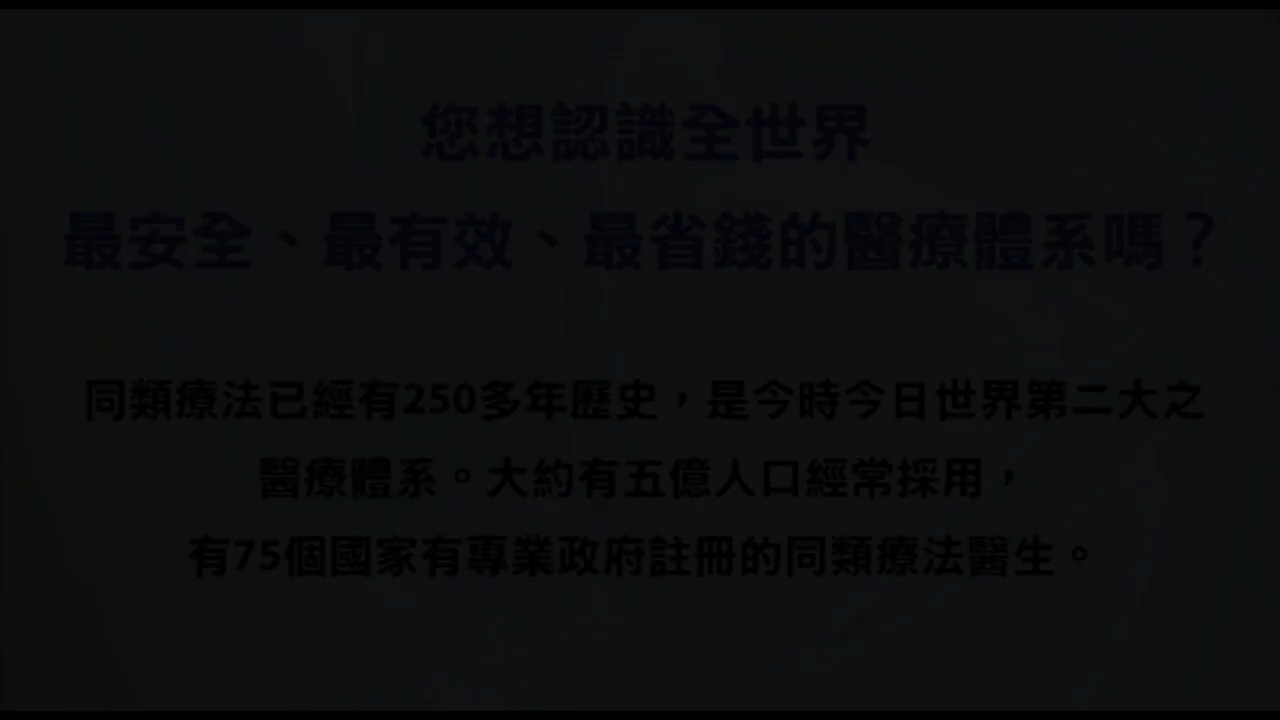 您想認識全世界
最安全、最有效、最省錢的醫療體系嗎？
同類療法已經有250多年歷史，是今時今日世界第二大之
醫療體系。大約有五億人口經常採用，
有75個國家有專業政府註冊的同類療法醫生。